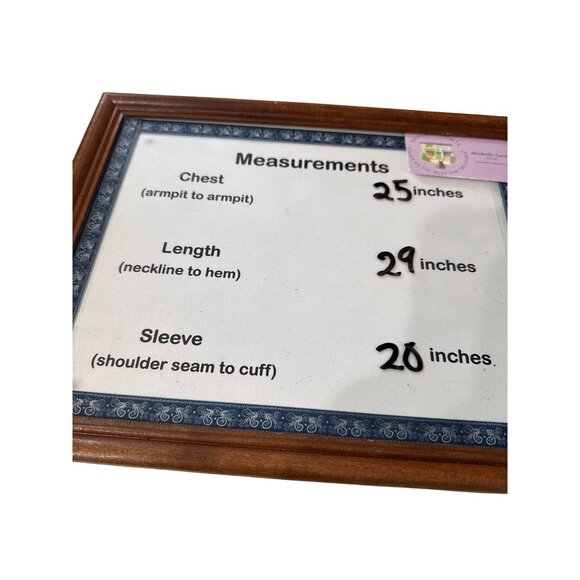 Measurements
Chest
(armpit to armpit)
25 inches
Length
(neckline to hem)
29 inches
Sleeve
(shoulder seam to cuff)
20 inches